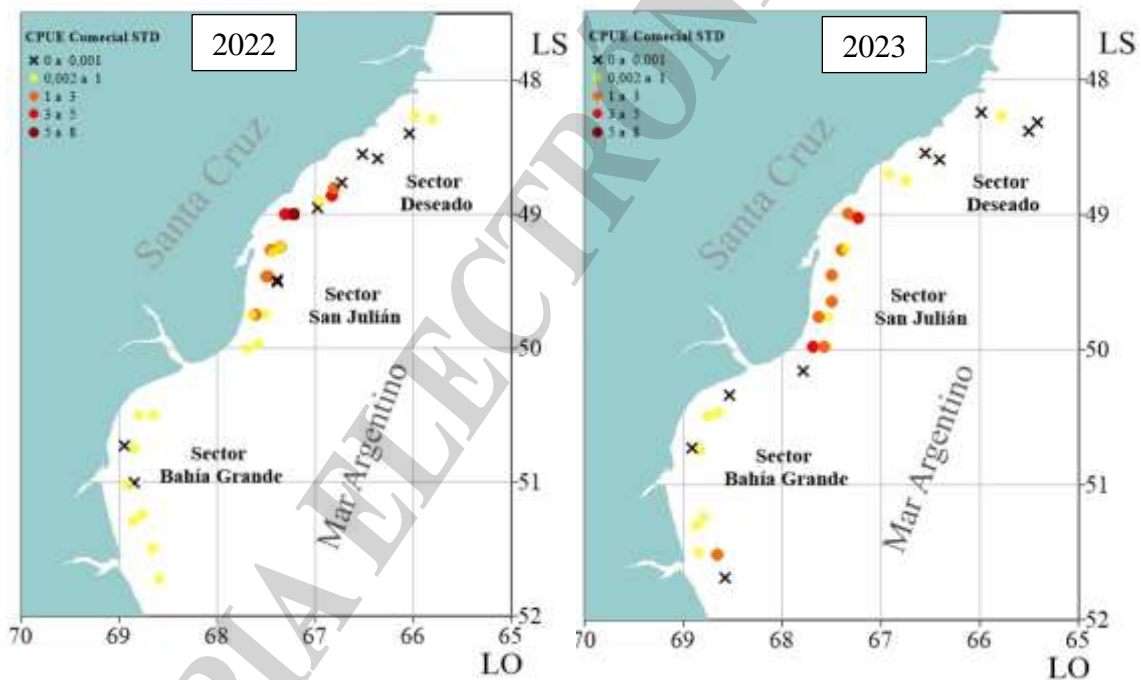 2022
CPUE Comecial STD
0 a 0,001
0,002 a 1
1 a 3
3 a 5
5 a 8
LS
48
49
50
51
52
70
69
68
67
66
65
LO
Santa Cruz
Sector
Deseado
Sector
San Julián
Sector
Bahía Grande
Mar Argentino
2023
CPUE Comecial STD
0 a 0,001
0,002 a 1
3 a 5
5 a 8
LS
48
49
50
51
52
70
69
68
67
66
65
LO
Santa Cruz
Sector
Deseado
Sector
San Julián
Sector
Bahía Grande
Mar Argentino
PIA ELECTRÓN